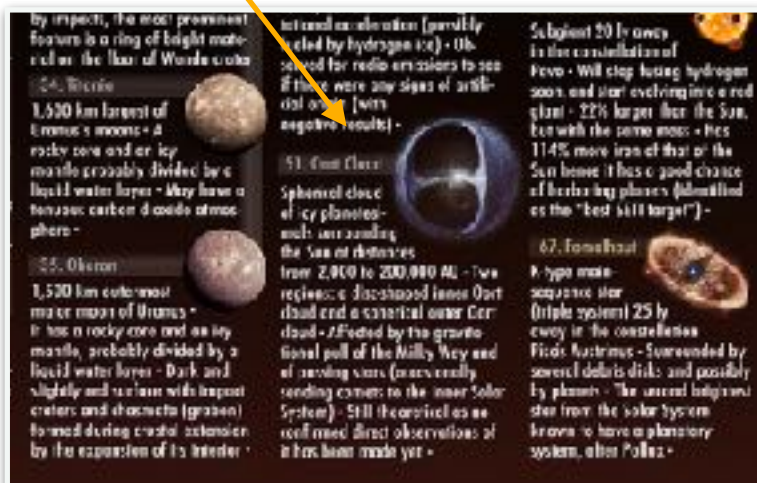 by impacts, the most prominent
feature is a ring of bright mate-
rial on the floor of Wunda crater
54. Titania
1,600 km largest of
Uranus's moons • A
rocky core and an icy
mantle probably divided by a
liquid water layer • May have a
tenuous carbon dioxide atmos-
phere •
55. Oberon
1,500 km outermost
major moon of Uranus •
It has a rocky core and an icy
mantle, probably divided by a
liquid water layer • Dark and
slightly red surface with impact
craters and chasmata (graben)
formed during crustal extension
by the expansion of its interior •
tational acceleration (possibly
fueled by hydrogen ice) • Ob-
served for radio emissions to see
if there were any signs of artifi-
cial origin (with
negative results) •
51. Oort Cloud
Spherical cloud
of icy planetesi-
mals surrounding
the Sun at distances
from 2,000 to 200,000 AU • Two
regions: a disc-shaped inner Oort
cloud and a spherical outer Oort
cloud • Affected by the gravita-
tional pull of the Milky Way and
of passing stars (occasionally
sending comets to the inner Solar
System) • Still theoretical as no
confirmed direct observations of
it has been made yet •
Subgiant 20 ly away
in the constellation of
Pavo • Will stop fusing hydrogen
soon, and start evolving into a red
giant • 22% larger than the Sun,
but with the same mass • Has
114% more iron of that of the
Sun hence it has a good chance
of harboring planets (identified
as the "best SETI target") •
67. Fomalhaut
K-type main-
sequence star
(triple system) 25 ly
away in the constellation
Piscis Austrinus • Surrounded by
several debris disks and possibly
by planets • The second brightest
star from the Solar System
known to have a planetary
system, after Pollux •